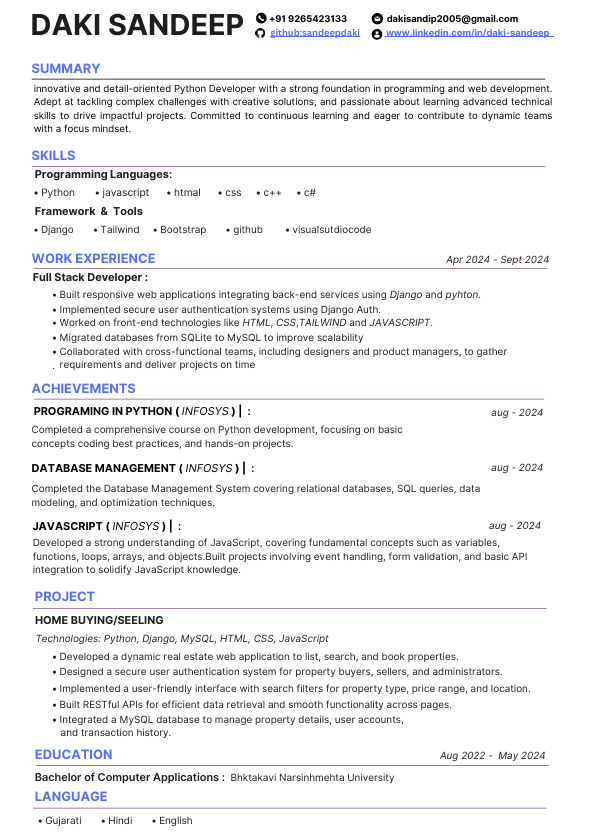 DAKI SANDEEP
+91 9265423133
dakisandip2005@gmail.com
github:sandeepdaki
www.linkedin.com/in/daki-sandeep
SUMMARY
innovative and detail-oriented Python Developer with a strong foundation in programming and web development.
Adept at tackling complex challenges with creative solutions, and passionate about learning advanced technical
skills to drive impactful projects. Committed to continuous learning and eager to contribute to dynamic teams
with a focus mindset.
SKILLS
Programming Languages:
• Python • javascript • htmal • css • c++ • c#
Framework & Tools
• Django • Tailwind • Bootstrap • github • visualsutdiocode
WORK EXPERIENCE Apr 2024 - Sept 2024
Full Stack Developer :
• Built responsive web applications integrating back-end services using Django and pyhton.
• Implemented secure user authentication systems using Django Auth.
• Worked on front-end technologies like HTML, CSS,TAILWIND and JAVASCRIPT.
• Migrated databases from SQLite to MySQL to improve scalability
• Collaborated with cross-functional teams, including designers and product managers, to gather
. requirements and deliver projects on time
ACHIEVEMENTS
PROGRAMING IN PYTHON ( INFOSYS ) | : aug - 2024
Completed a comprehensive course on Python development, focusing on basic
concepts coding best practices, and hands-on projects.
DATABASE MANAGEMENT ( INFOSYS ) | : aug - 2024
Completed the Database Management System covering relational databases, SQL queries, data
modeling, and optimization techniques.
JAVASCRIPT ( INFOSYS ) | : aug - 2024
Developed a strong understanding of JavaScript, covering fundamental concepts such as variables,
functions, loops, arrays, and objects.Built projects involving event handling, form validation, and basic API
integration to solidify JavaScript knowledge.
PROJECT
HOME BUYING/SEELING
Technologies: Python, Django, MySQL, HTML, CSS, JavaScript
• Developed a dynamic real estate web application to list, search, and book properties.
• Designed a secure user authentication system for property buyers, sellers, and administrators.
• Implemented a user-friendly interface with search filters for property type, price range, and location.
• Built RESTful APIs for efficient data retrieval and smooth functionality across pages.
• Integrated a MySQL database to manage property details, user accounts,
and transaction history.
EDUCATION Aug 2022 - May 2024
Bachelor of Computer Applications : Bhktakavi Narsinhmehta University
LANGUAGE
• Gujarati • Hindi • English